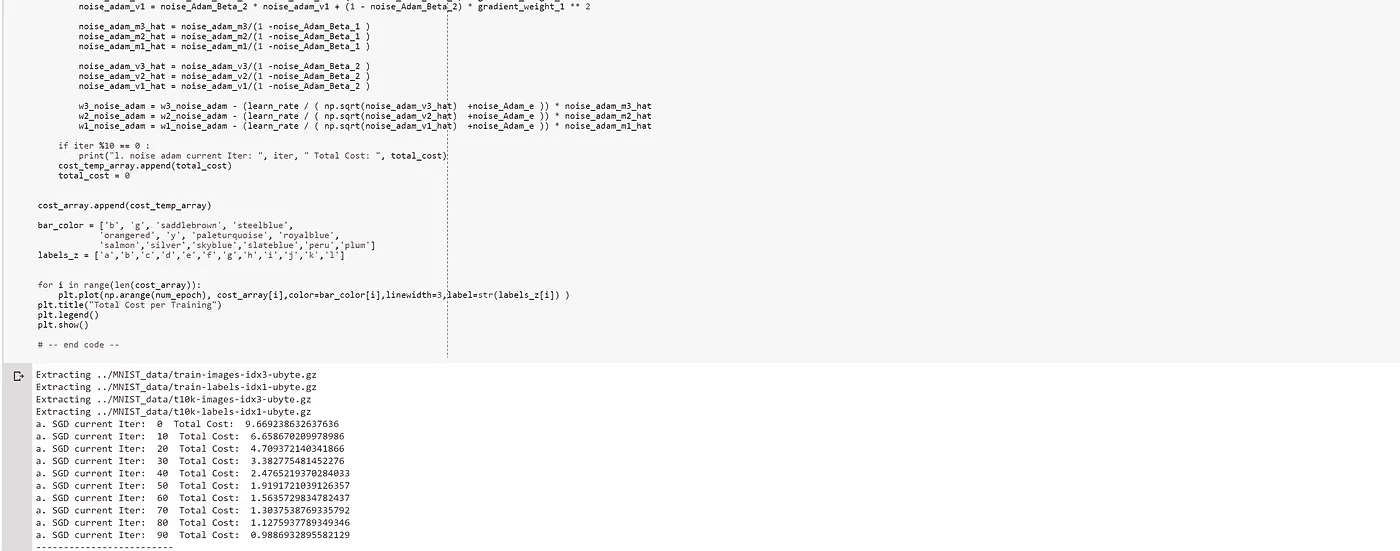 noise_adam_v1 = noise_Adam_Beta_2 * noise_adam_v1 + (1 - noise_Adam_Beta_2) * gradient_weight_1 ** 2
noise_adam_m3_hat = noise_adam_m3/(1 -noise_Adam_Beta_1 )
noise_adam_m2_hat = noise_adam_m2/(1 -noise_Adam_Beta_1 )
noise_adam_m1_hat = noise_adam_m1/(1 -noise_Adam_Beta_1 )
noise_adam_v3_hat = noise_adam_v3/(1 -noise_Adam_Beta_2 )
noise_adam_v2_hat = noise_adam_v2/(1 -noise_Adam_Beta_2 )
noise_adam_v1_hat = noise_adam_v1/(1 -noise_Adam_Beta_2 )
w3_noise_adam = w3_noise_adam - (learn_rate / ( np.sqrt(noise_adam_v3_hat)  +noise_Adam_e )) * noise_adam_m3_hat
w2_noise_adam = w2_noise_adam - (learn_rate / ( np.sqrt(noise_adam_v2_hat)  +noise_Adam_e )) * noise_adam_m2_hat
w1_noise_adam = w1_noise_adam - (learn_rate / ( np.sqrt(noise_adam_v1_hat)  +noise_Adam_e )) * noise_adam_m1_hat
if iter %10 == 0 :
print("l. noise adam current Iter: ", iter, " Total Cost: ", total_cost)
cost_temp_array.append(total_cost)
total_cost = 0
cost_array.append(cost_temp_array)
bar_color = ['b', 'g', 'saddlebrown', 'steelblue',
'orangered', 'y', 'paleturquoise', 'royalblue',
'salmon','silver','skyblue','slateblue','peru','plum']
labels_z = ['a','b','c','d','e','f','g','h','i','j','k','l']
for i in range(len(cost_array)):
plt.plot(np.arange(num_epoch), cost_array[i],color=bar_color[i],linewidth=3,label=str(labels_z[i]) )
plt.title("Total Cost per Training")
plt.legend()
plt.show()
# -- end code --
Extracting ../MNIST_data/train-images-idx3-ubyte.gz
Extracting ../MNIST_data/train-labels-idx1-ubyte.gz
Extracting ../MNIST_data/t10k-images-idx3-ubyte.gz
Extracting ../MNIST_data/t10k-labels-idx1-ubyte.gz
a. SGD current Iter:  0  Total Cost:  9.669238632637636
a. SGD current Iter:  10  Total Cost:  6.658670209978986
a. SGD current Iter:  20  Total Cost:  4.709372140341866
a. SGD current Iter:  30  Total Cost:  3.382775481452276
a. SGD current Iter:  40  Total Cost:  2.4765219370284033
a. SGD current Iter:  50  Total Cost:  1.9191721039126357
a. SGD current Iter:  60  Total Cost:  1.5635729834782437
a. SGD current Iter:  70  Total Cost:  1.3037538769335792
a. SGD current Iter:  80  Total Cost:  1.1275937789349346
a. SGD current Iter:  90  Total Cost:  0.9886932895582129
-------------------------